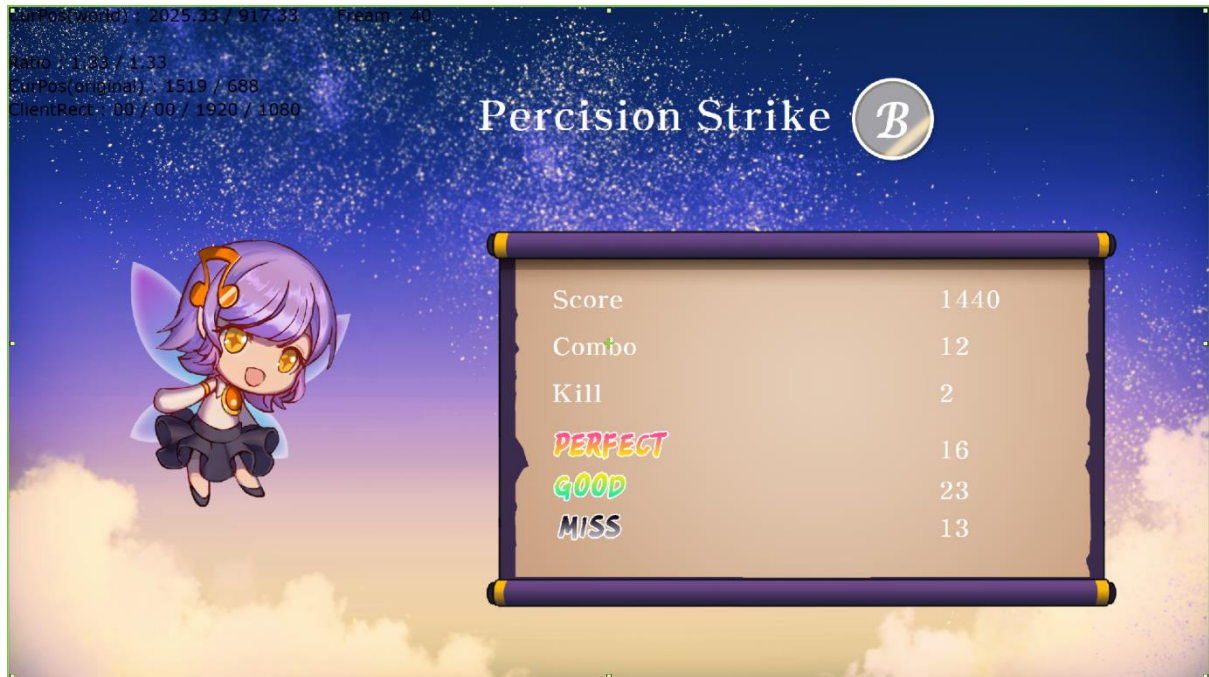 CurPos(world) : 2025.33 / 917.33 Fream : 40
Ratio : 1.33 / 1.33
CurPos(original) : 1519 / 688
ClientRect : 00 / 00 / 1920 / 1080
Percision Strike B
Score 1440
Combo 12
Kill 2
PERFECT 16
GOOD 23
MISS 13